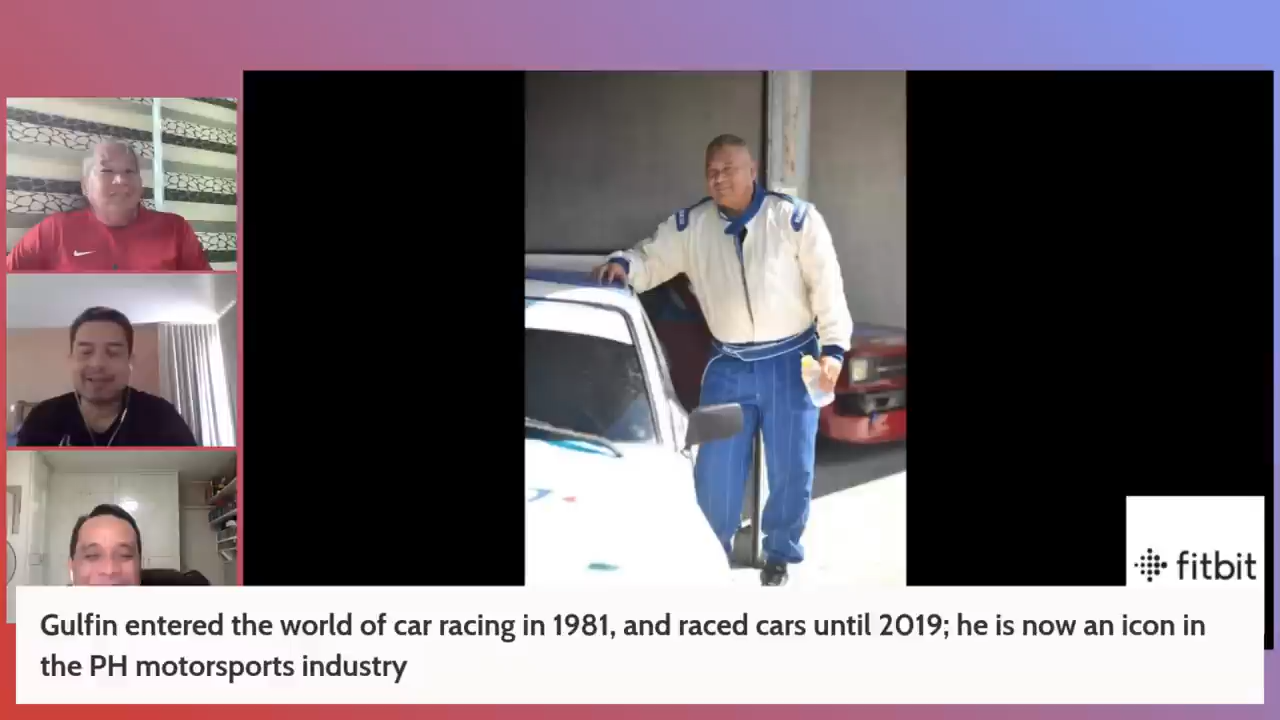 fitbit
Gulfin entered the world of car racing in 1981, and raced cars until 2019; he is now an icon in
the PH motorsports industry